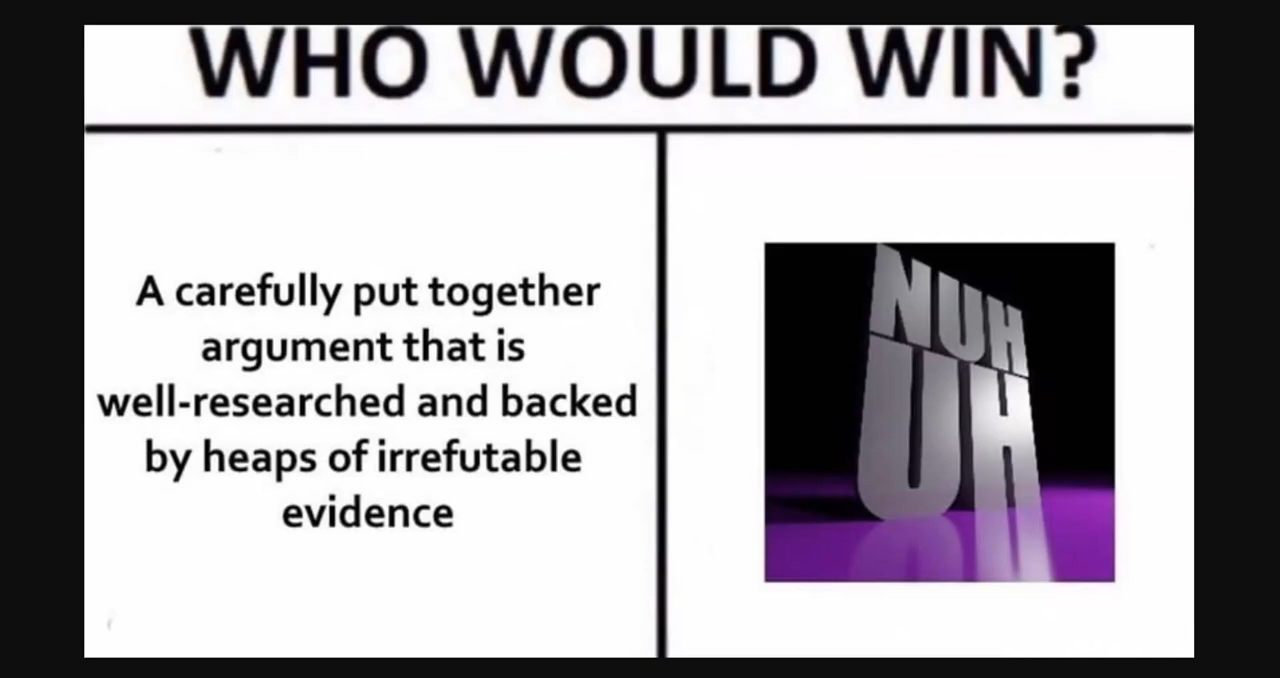 WHO WOULD WIN?
A carefully put together
argument that is
well-researched and backed
by heaps of irrefutable
evidence
NUH
UH